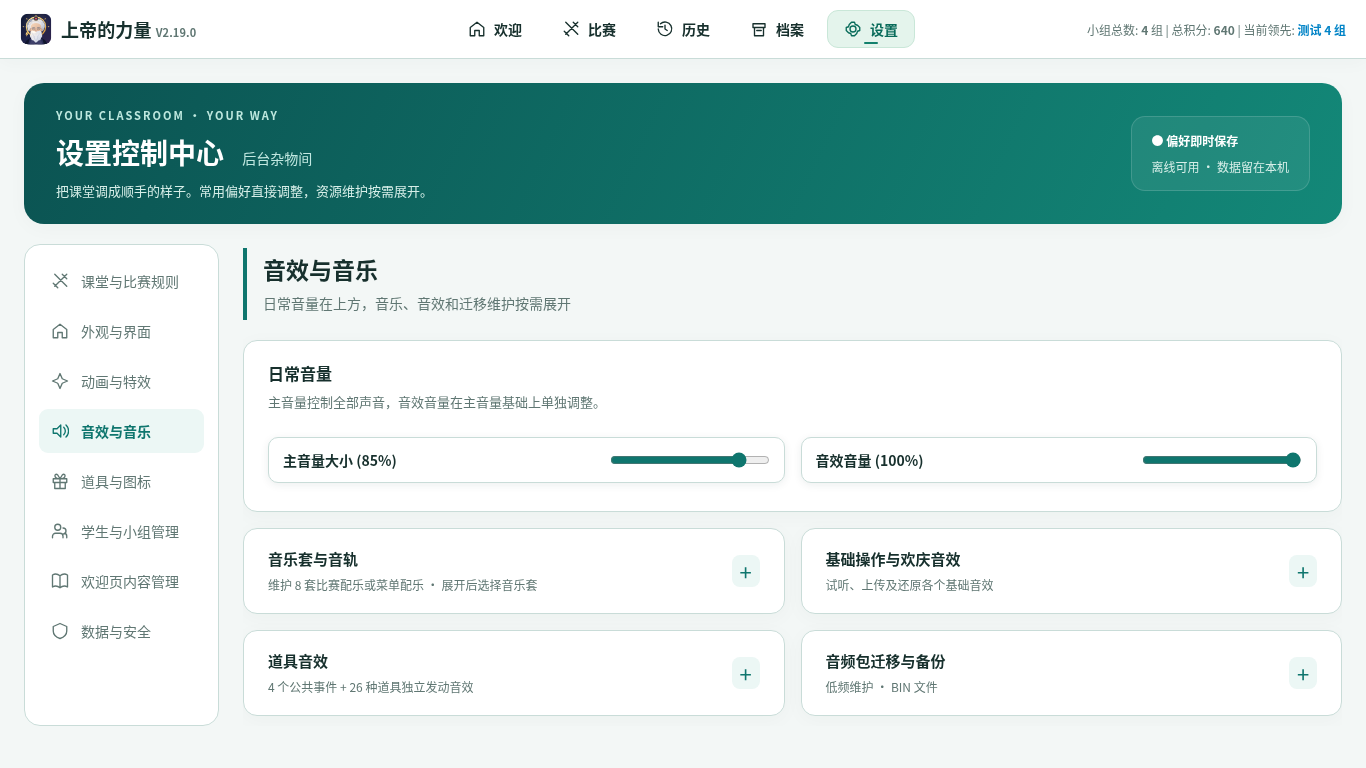 上帝的力量 V2.19.0
欢迎
比赛
历史
档案
设置
小组总数: 4 组 | 总积分: 640 | 当前领先: 测试 4 组
YOUR CLASSROOM · YOUR WAY
设置控制中心 后台杂物间
把课堂调成顺手的样子。常用偏好直接调整，资源维护按需展开。
偏好即时保存
离线可用 · 数据留在本机
课堂与比赛规则
外观与界面
动画与特效
音效与音乐
道具与图标
学生与小组管理
欢迎页内容管理
数据与安全
音效与音乐
日常音量在上方，音乐、音效和迁移维护按需展开
日常音量
主音量控制全部声音，音效音量在主音量基础上单独调整。
主音量大小 (85%)
音效音量 (100%)
音乐套与音轨
维护 8 套比赛配乐或菜单配乐 · 展开后选择音乐套
基础操作与欢庆音效
试听、上传及还原各个基础音效
道具音效
4 个公共事件 + 26 种道具独立发动音效
音频包迁移与备份
低频维护 · BIN 文件